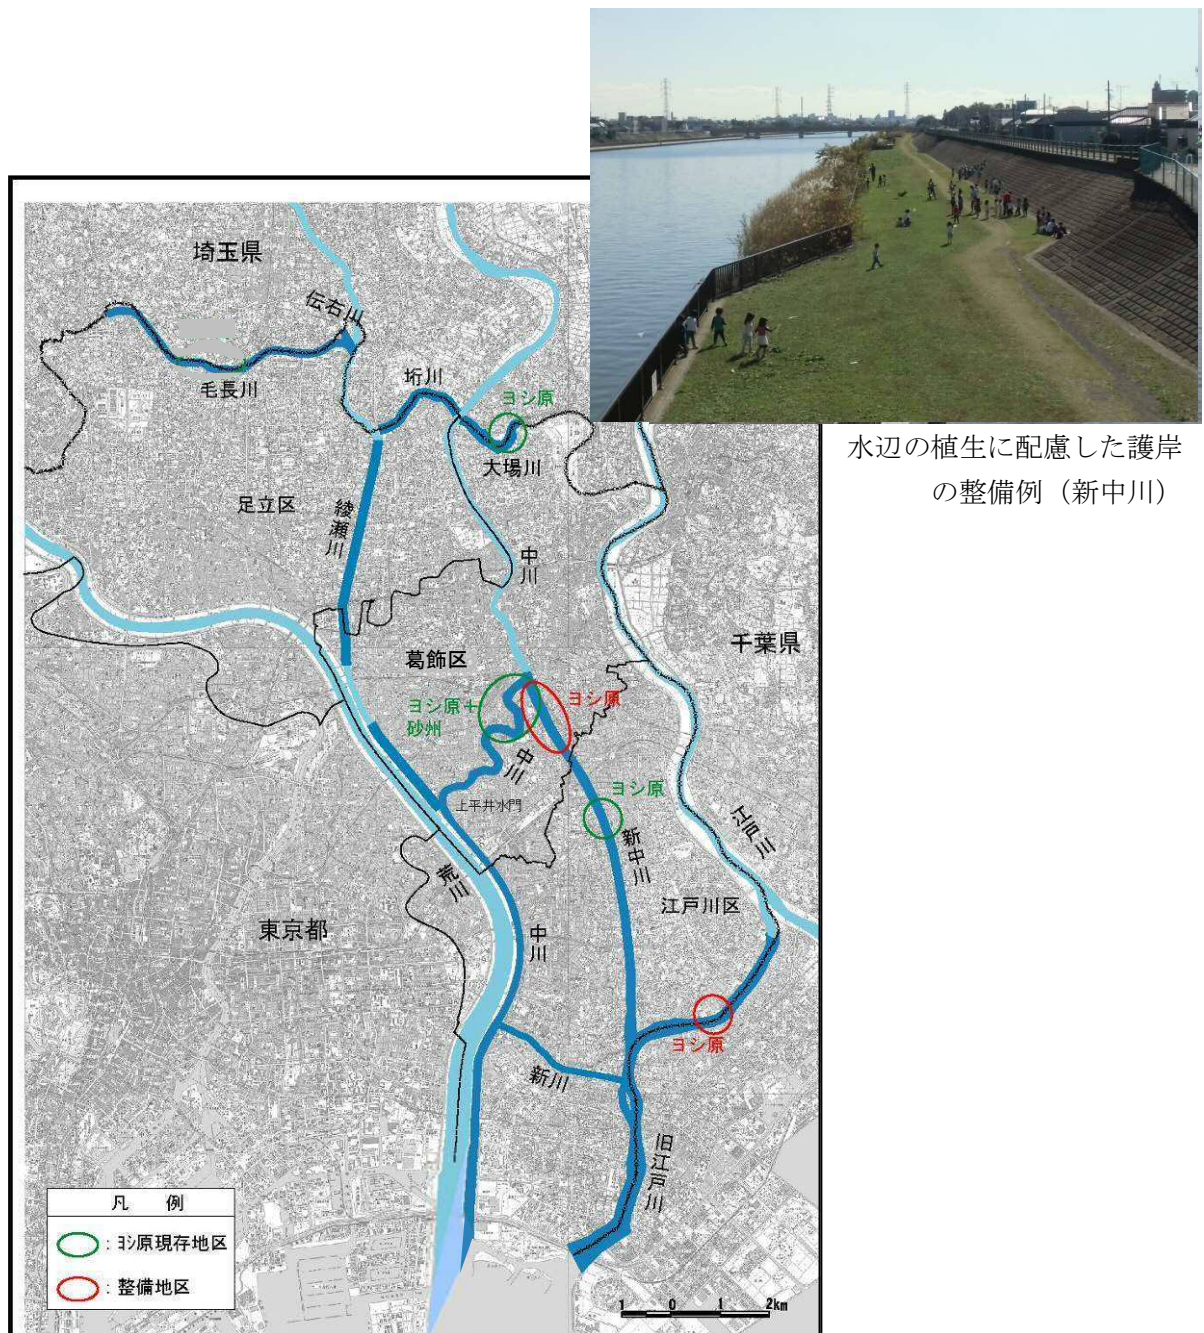 水辺の植生に配慮した護岸
の整備例（新中川）
埼玉県
伝右川
毛長川
垳川
ヨシ原
大場川
足立区
綾瀬川
中川
千葉県
葛飾区
ヨシ原＋
砂州
ヨシ原
中川
上平井水門
ヨシ原
新中川
江戸川
荒川
江戸川区
東京都
中川
ヨシ原
新川
旧江戸川
凡　例
：ヨシ原現存地区
：整備地区
1 0 1 2km